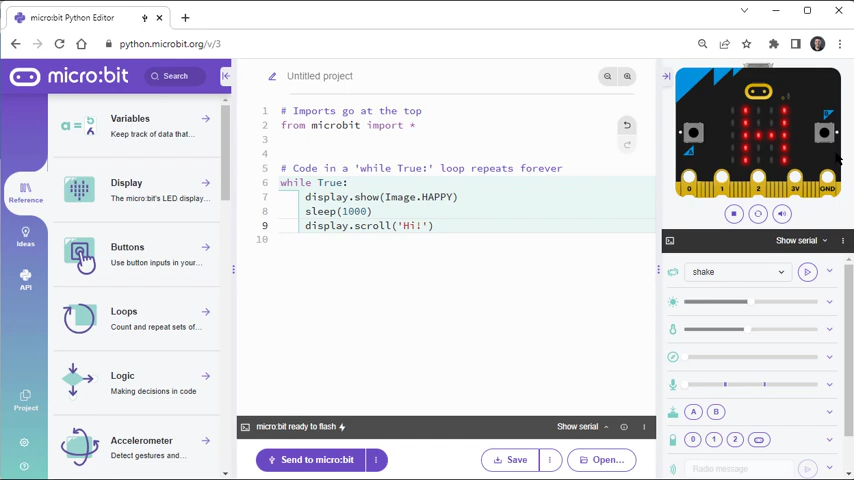 micro:bit Python Editor
python.microbit.org/v/3
micro:bit
Search
Untitled project
Reference
Ideas
API
Project
Variables
Keep track of data that...
Display
The micro:bit's LED display...
Buttons
Use button inputs in your...
Loops
Count and repeat sets of...
Logic
Making decisions in code
Accelerometer
Detect gestures and...
1 # Imports go at the top
2 from microbit import *
3
4
5 # Code in a 'while True:' loop repeats forever
6 while True:
7 display.show(Image.HAPPY)
8 sleep(1000)
9 display.scroll('Hi!')
10
micro:bit ready to flash
Show serial
Send to micro:bit
Save
Open...
A
B
0 1 2 3V GND
Show serial
shake
A B
0 1 2
Radio message